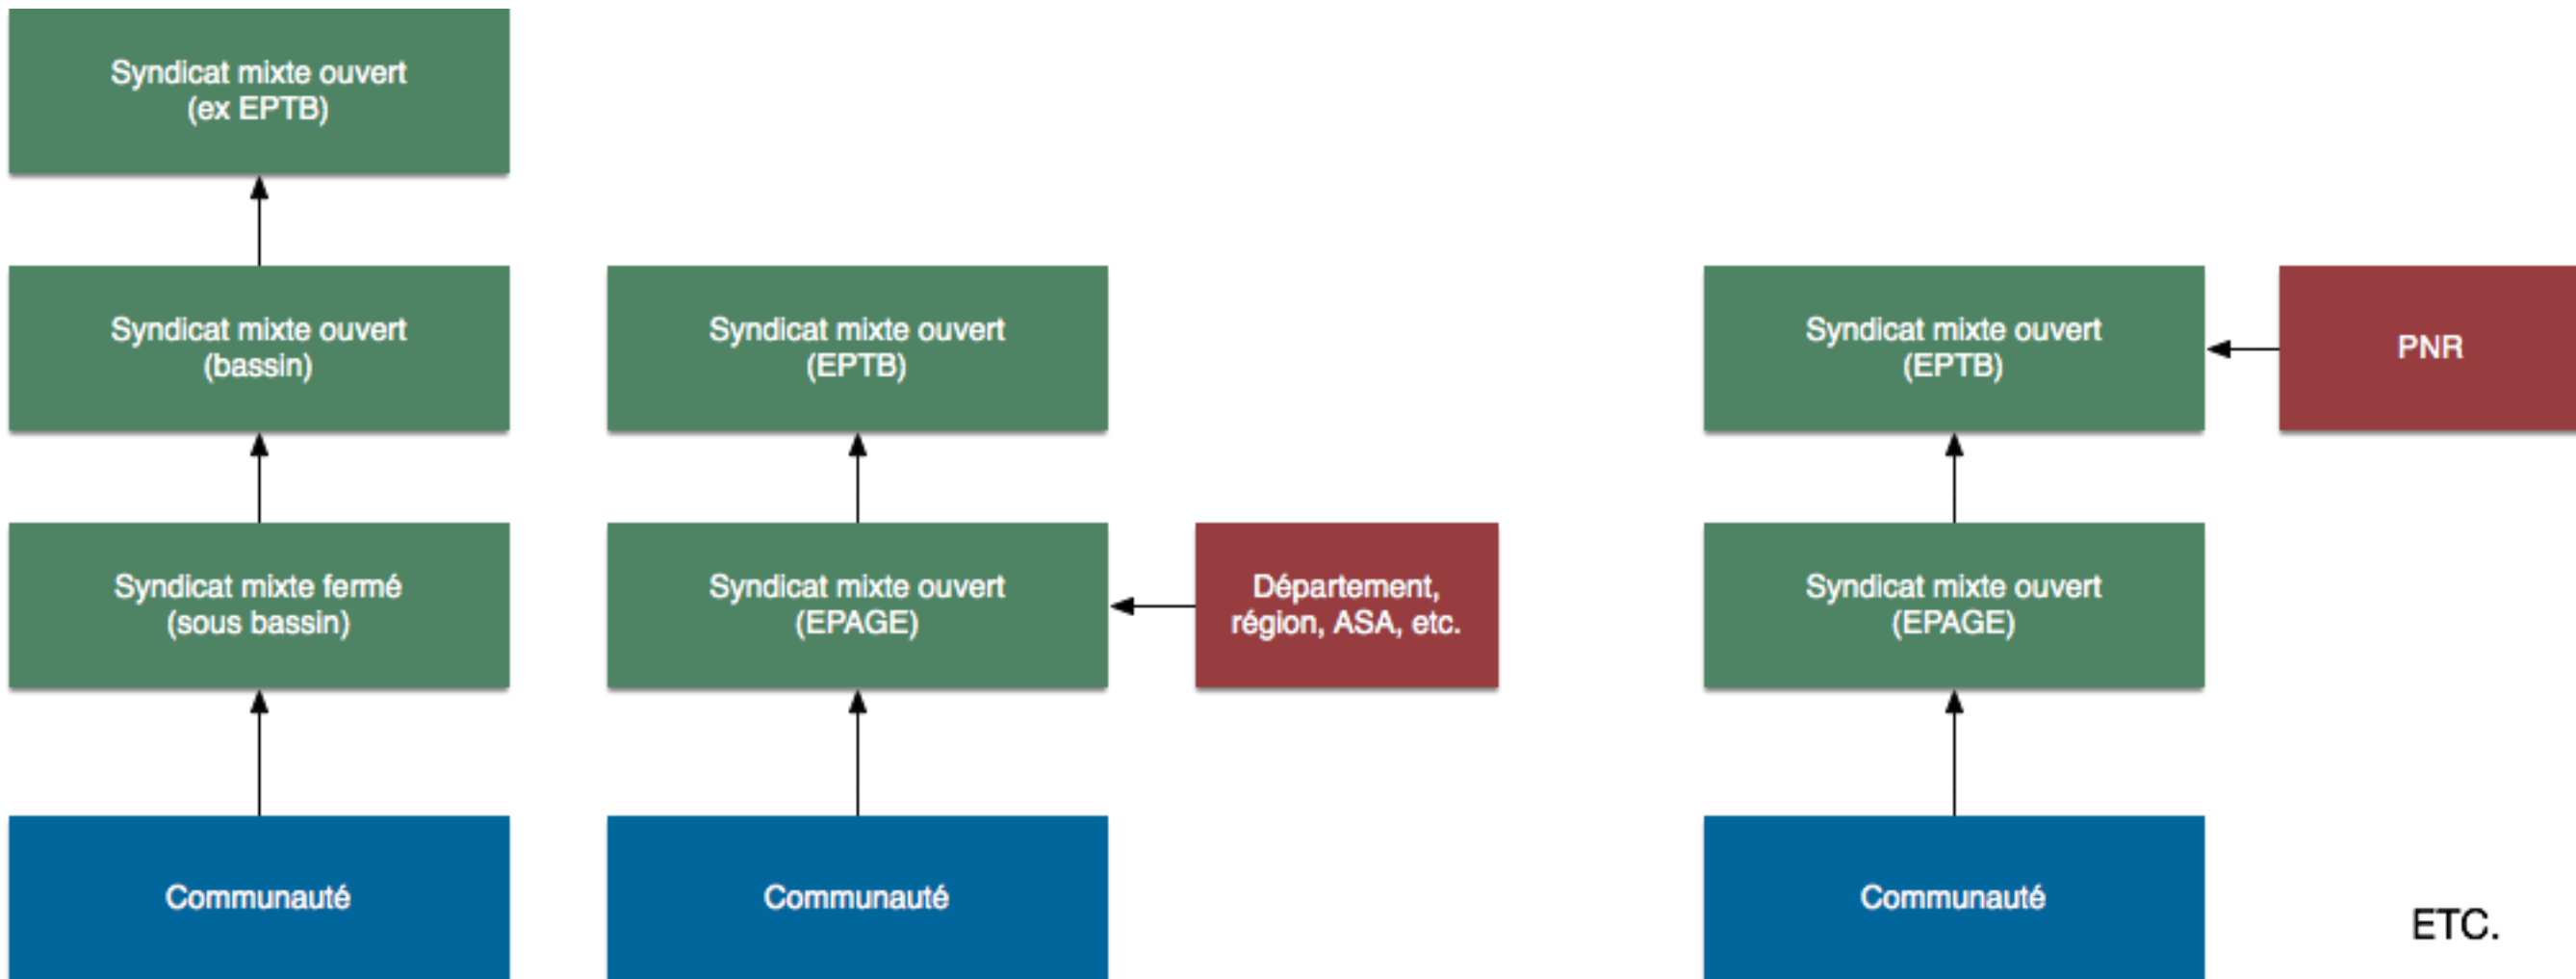 Syndicat mixte ouvert
(ex EPTB)
Syndicat mixte ouvert
(bassin)
Syndicat mixte fermé
(sous bassin)
Communauté
Syndicat mixte ouvert
(EPTB)
Syndicat mixte ouvert
(EPAGE)
Département,
région, ASA, etc.
Communauté
Syndicat mixte ouvert
(EPTB)
PNR
Syndicat mixte ouvert
(EPAGE)
Communauté
ETC.